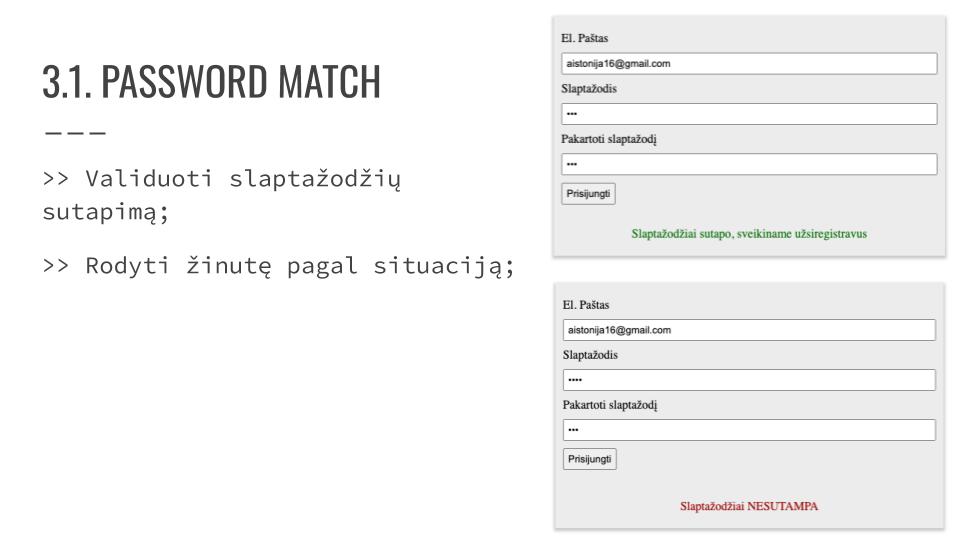 3.1. PASSWORD MATCH
>> Validuoti slaptažodžių
sutapimą;
>> Rodyti žinutę pagal situaciją;
El. Paštas
aistonija16@gmail.com
Slaptažodis
•••
Pakartoti slaptažodį
•••
Prisijungti
Slaptažodžiai sutapo, sveikiname užsiregistravus
El. Paštas
aistonija16@gmail.com
Slaptažodis
••••
Pakartoti slaptažodį
•••
Prisijungti
Slaptažodžiai NESUTAMPA